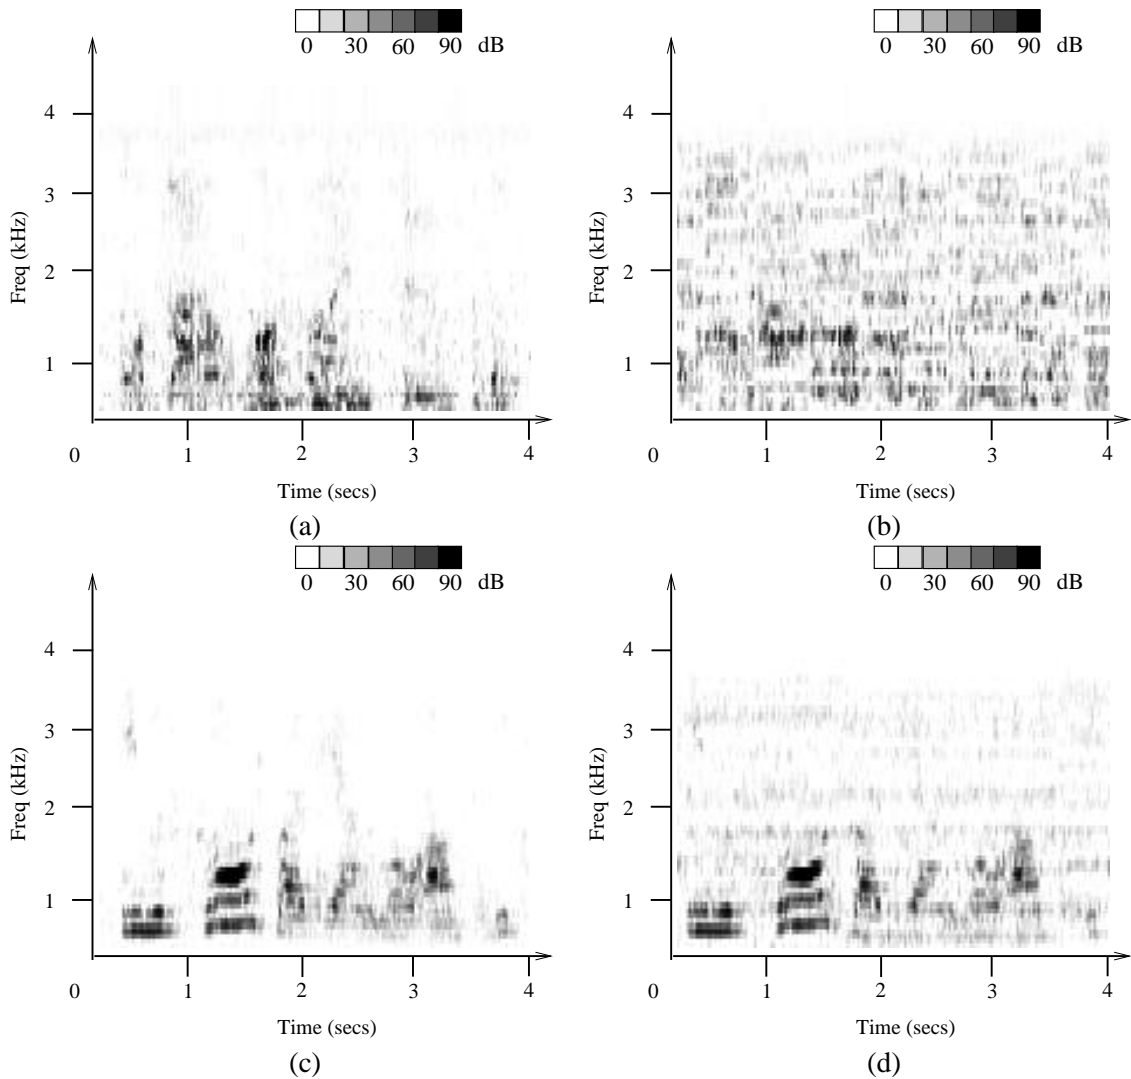 0 30 60 90 dB
4
3
2
1
Freq (kHz)
0 1 2 3 4
Time (secs)
(a)
0 30 60 90 dB
4
3
2
1
Freq (kHz)
0 1 2 3 4
Time (secs)
(b)
0 30 60 90 dB
4
3
2
1
Freq (kHz)
0 1 2 3 4
Time (secs)
(c)
0 30 60 90 dB
4
3
2
1
Freq (kHz)
0 1 2 3 4
Time (secs)
(d)